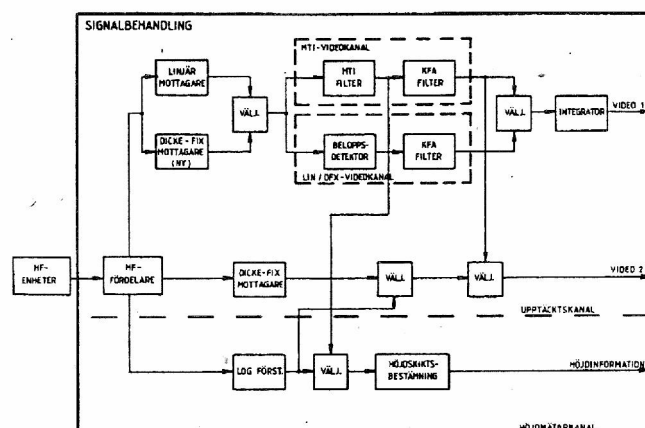 SIGNALBEHANDLING
MTI-VIDEOKANAL
LINJÄR
MOTTAGARE
VÄLJ.
MTI
FILTER
KFA
FILTER
VÄLJ.
INTEGRATOR
VIDEO 1
DICKE-FIX
MOTTAGARE
(NY)
BELOPPS-
DETEKTOR
KFA
FILTER
LIN / DFX-VIDEOKANAL
HF-
ENHETER
HF-
FÖRDELARE
DICKE-FIX
MOTTAGARE
VÄLJ.
VÄLJ.
VIDEO 2
UPPTÄCKTSKANAL
LOG FÖRST.
VÄLJ.
HÖJDSKIKTS-
BESTÄMNING
HÖJDINFORMATION
HÖJDMÄTARKANAL